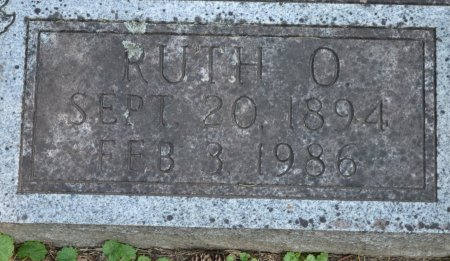 RUTH O
SEPT. 20, 1894
FEB 3, 1986